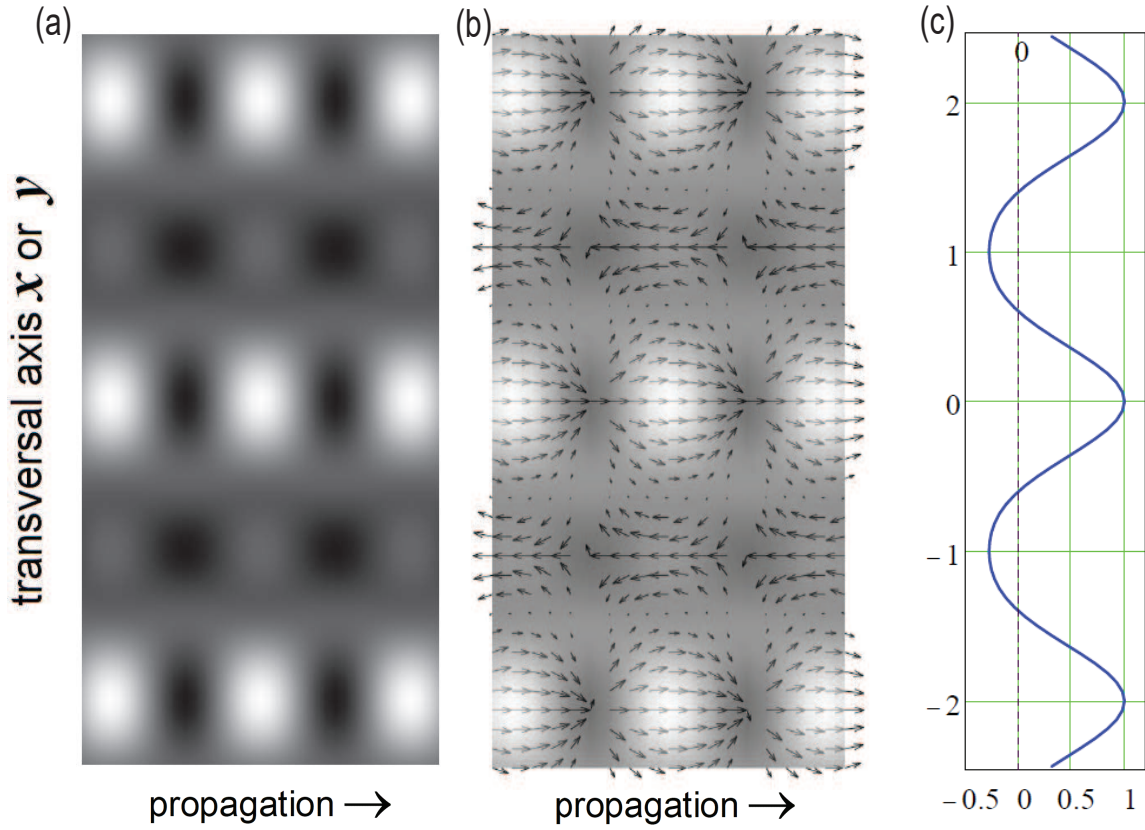 (a)
(b)
(c)
transversal axis x or y
propagation →
propagation →
0
2
1
0
−1
−2
−0.5 0 0.5 1